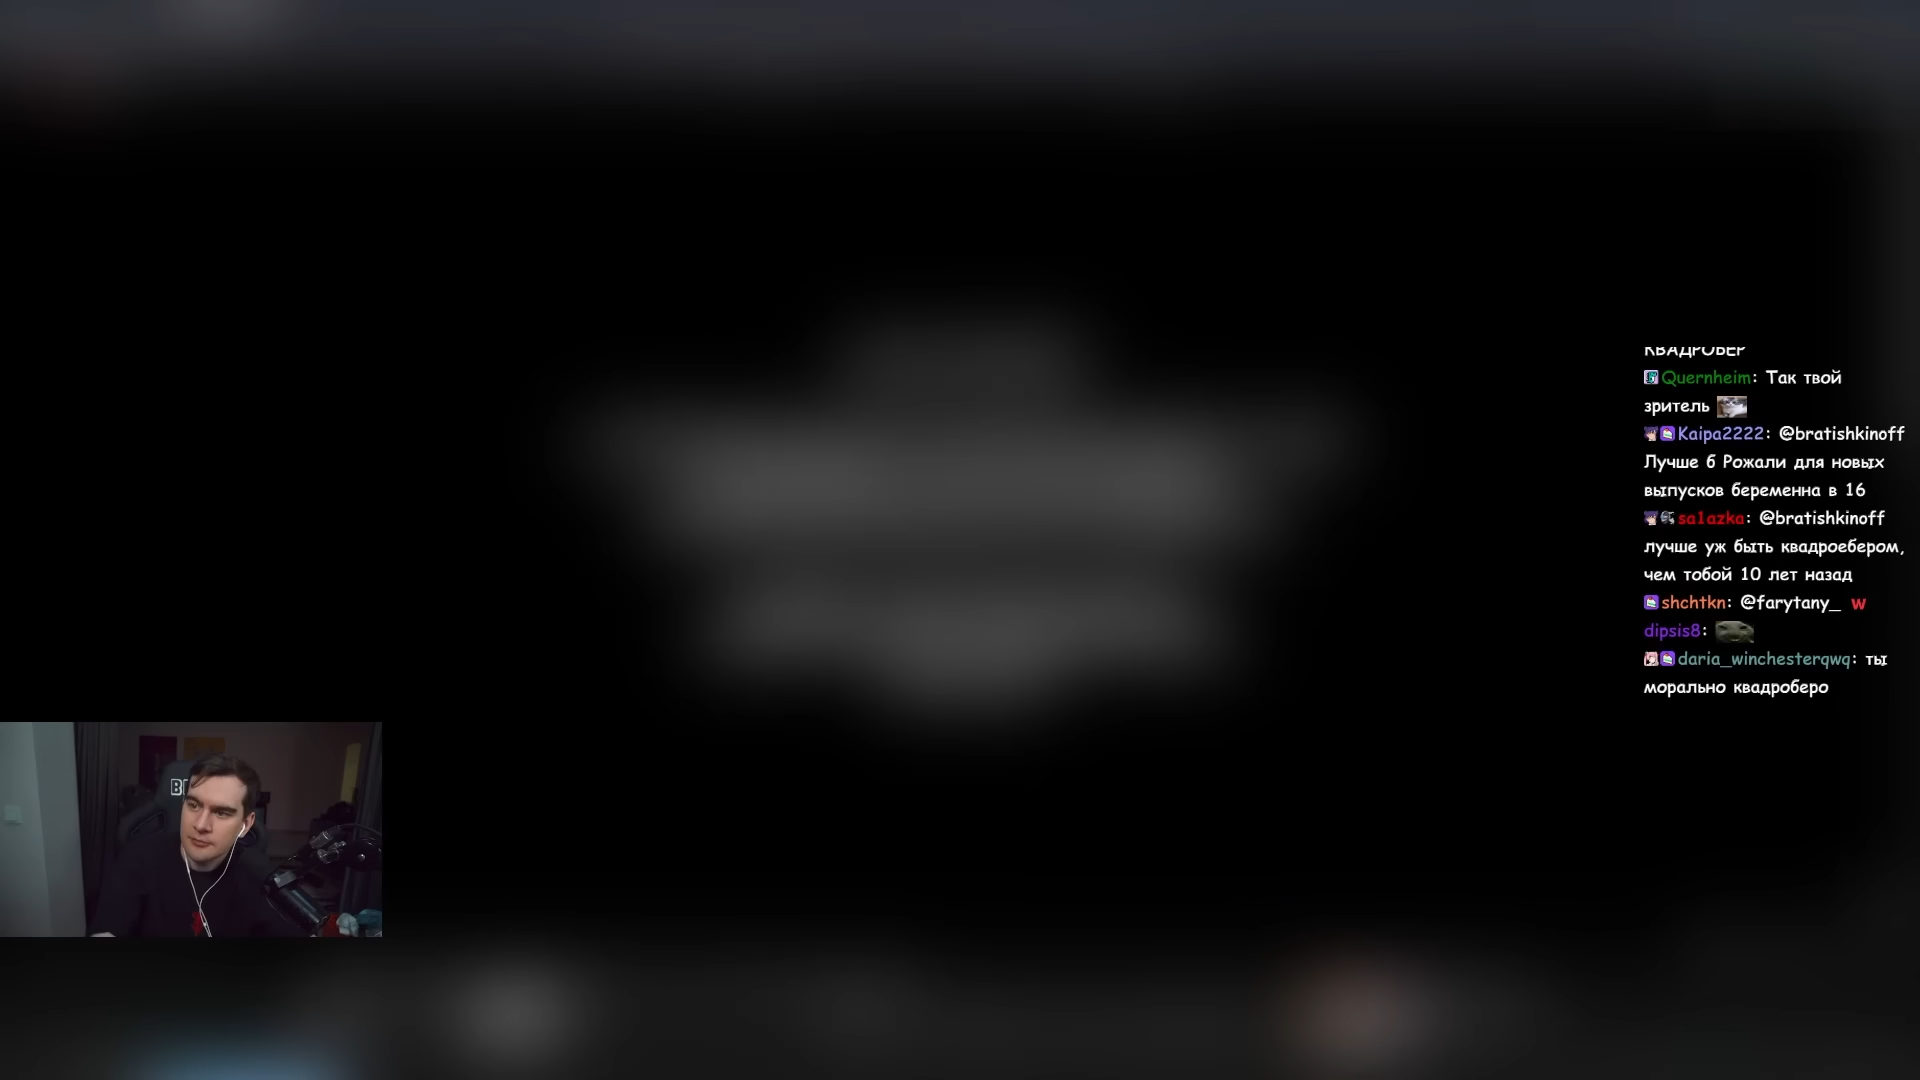 КВАДРОБЕР
Quernheim: Так твой
зритель
Kaipa2222: @bratishkinoff
Лучше б Рожали для новых
выпусков беременна в 16
sa1azka: @bratishkinoff
лучше уж быть квадроебером,
чем тобой 10 лет назад
shchtkn: @farytany_ w
dipsis8:
daria_winchesterqwq: ты
морально квадроберо